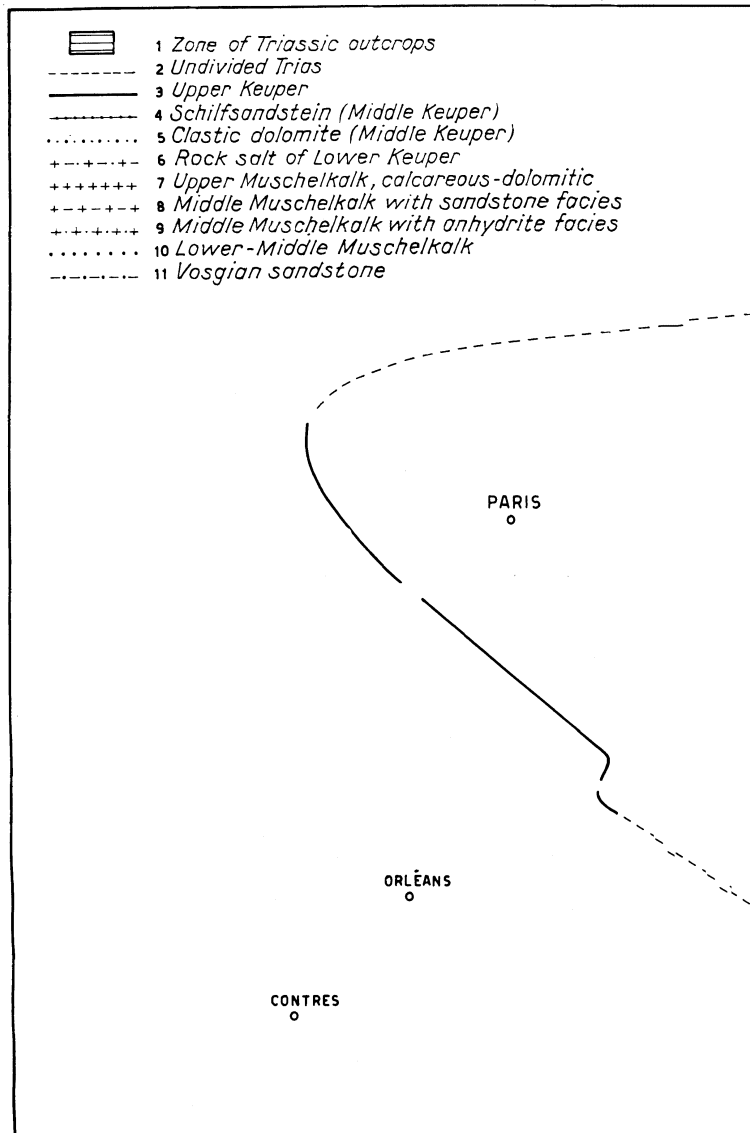 1 Zone of Triassic outcrops
2 Undivided Trias
3 Upper Keuper
4 Schilfsandstein (Middle Keuper)
5 Clastic dolomite (Middle Keuper)
6 Rock salt of Lower Keuper
7 Upper Muschelkalk, calcareous-dolomitic
8 Middle Muschelkalk with sandstone facies
9 Middle Muschelkalk with anhydrite facies
10 Lower-Middle Muschelkalk
11 Vosgian sandstone
PARIS
ORLÉANS
CONTRES